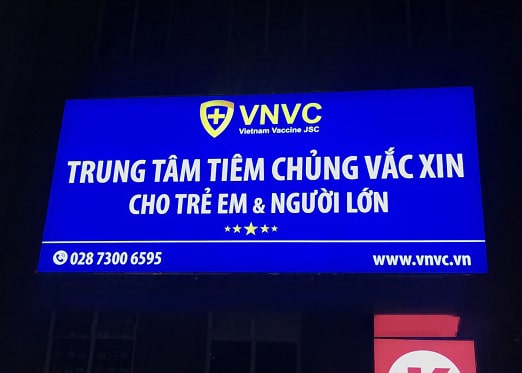 VNVC
Vietnam Vaccine JSC
TRUNG TÂM TIÊM CHỦNG VẮC XIN
CHO TRẺ EM & NGƯỜI LỚN
028 7300 6595 www.vnvc.vn
K